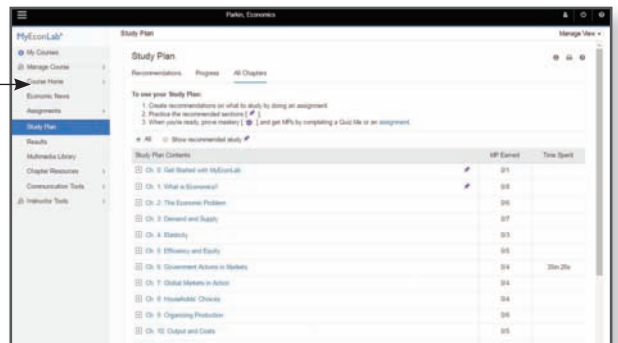 Parkin, Economics
MyEconLab®
Study Plan
Manage View
My Courses
Manage Course
Course Home
Economic News
Assignments
Study Plan
Results
Multimedia Library
Chapter Resources
Communication Tools
Instructor Tools
Study Plan
Recommendations Progress All Chapters
To use your Study Plan:
1. Create recommendations on what to study by doing an assignment.
2. Practice the recommended sections [ ].
3. When you're ready, prove mastery [ ] and get MPs by completing a Quiz Me or an assignment.
All Show recommended study
Study Plan Contents MP Earned Time Spent
Ch. 0: Get Started with MyEconLab 0/1
Ch. 1: What is Economics?
Ch. 2: The Economic Problem 0/6
Ch. 3: Demand and Supply 0/7
Ch. 4: Elasticity 0/3
Ch. 5: Efficiency and Equity 0/5
Ch. 6: Government Actions in Markets 0/4 35m 26s
Ch. 7: Global Markets in Action 0/4
Ch. 8: Households' Choices 0/4
Ch. 9: Organizing Production 0/6
Ch. 10: Output and Costs 0/5